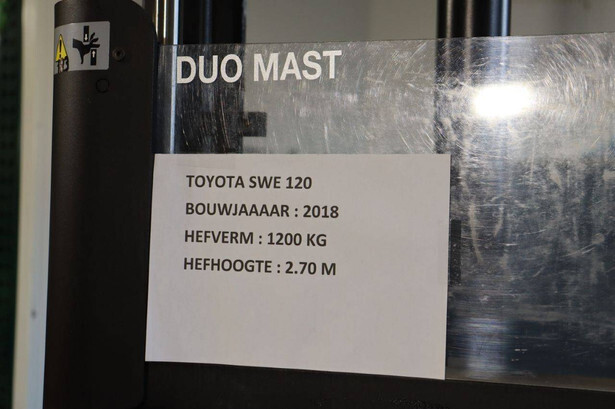 DUO MAST
TOYOTA SWE 120
BOUWJAAAAR : 2018
HEFVERM : 1200 KG
HEFHOOGTE : 2.70 M